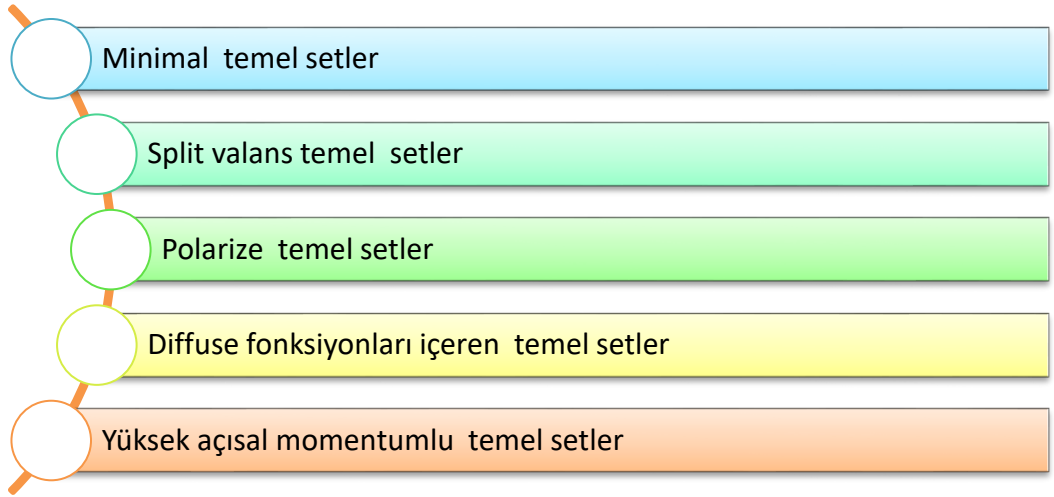 Minimal temel setler
Split valans temel setler
Polarize temel setler
Diffuse fonksiyonları içeren temel setler
Yüksek açısal momentumlu temel setler